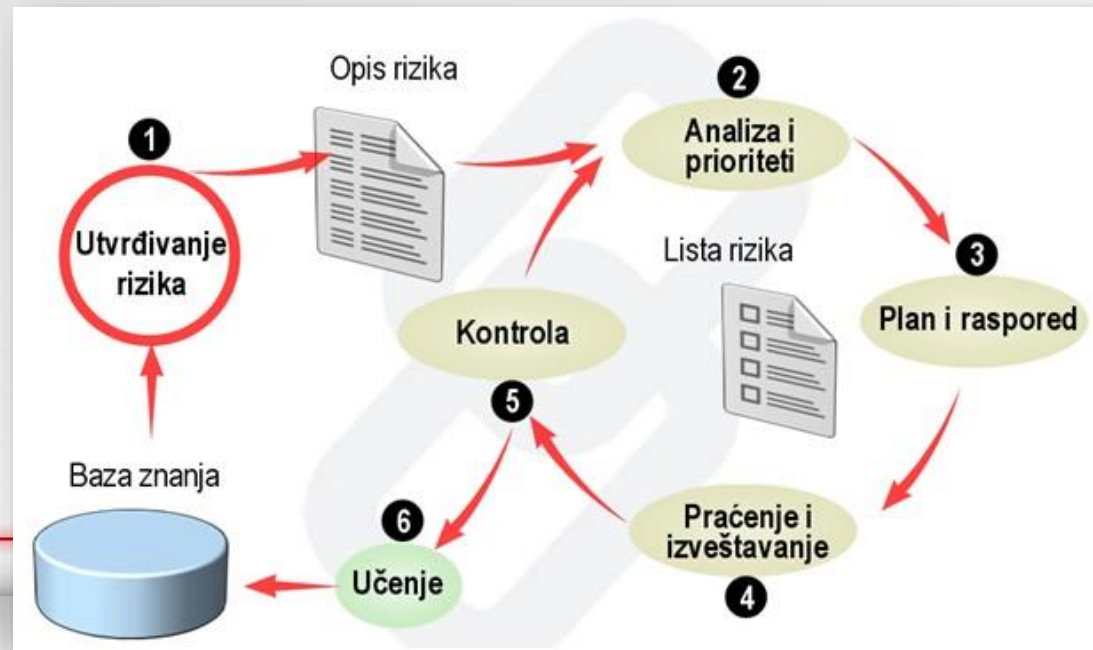 Opis rizika
1
Utvrđivanje
rizika
2
Analiza i
prioriteti
Lista rizika
3
Plan i raspored
Kontrola
5
Praćenje i
izveštavanje
4
6
Učenje
Baza znanja